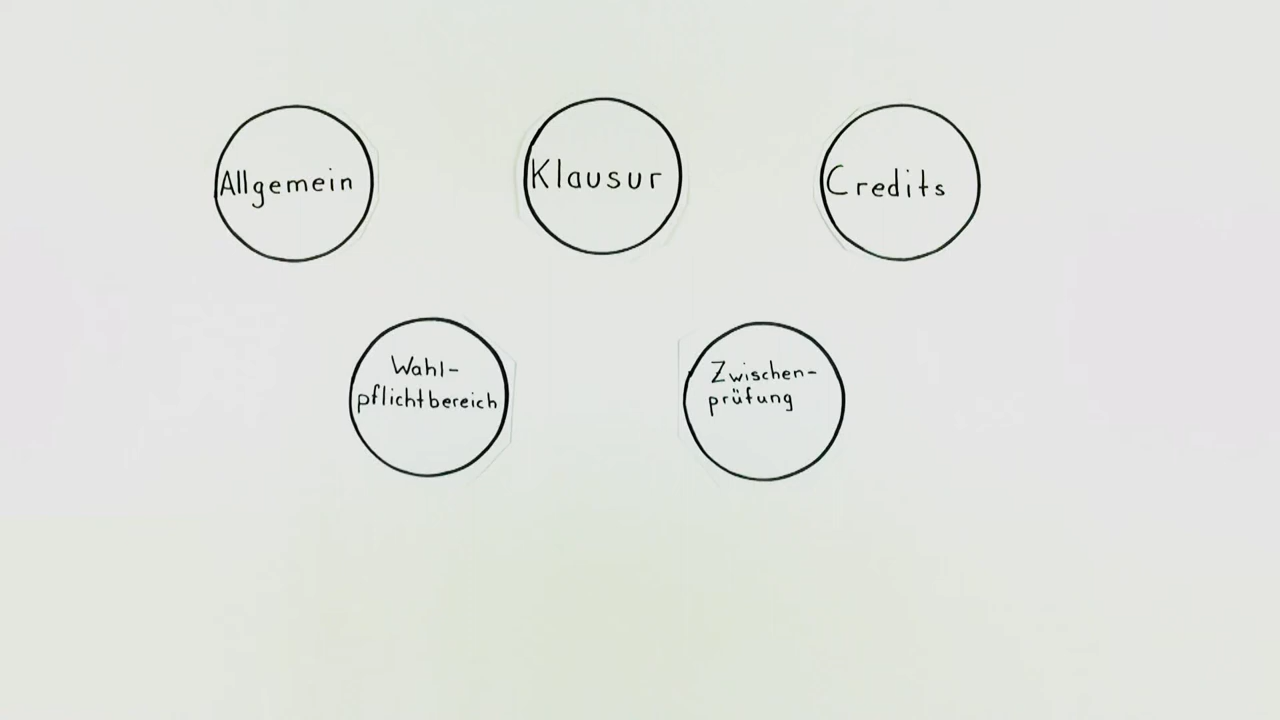 Allgemein
Klausur
Credits
Wahl-
pflichtbereich
Zwischen-
prüfung